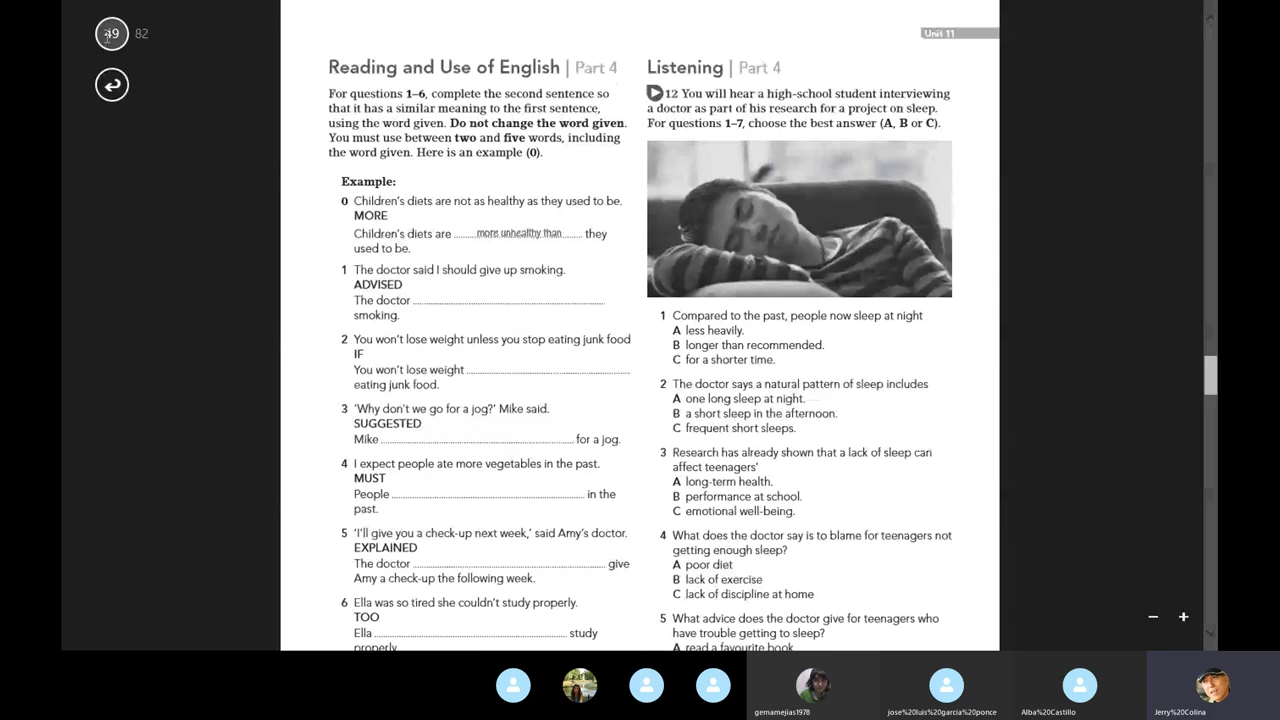 49 82
Unit 11
Reading and Use of English | Part 4
For questions 1–6, complete the second sentence so
that it has a similar meaning to the first sentence,
using the word given. Do not change the word given.
You must use between two and five words, including
the word given. Here is an example (0).
Example:
0 Children's diets are not as healthy as they used to be.
MORE
Children's diets are ........ more unhealthy than ........ they
used to be.
1 The doctor said I should give up smoking.
ADVISED
The doctor ................................
smoking.
2 You won't lose weight unless you stop eating junk food
IF
You won't lose weight ................................
eating junk food.
3 'Why don't we go for a jog?' Mike said.
SUGGESTED
Mike ................................ for a jog.
4 I expect people ate more vegetables in the past.
MUST
People ................................ in the
past.
5 'I'll give you a check-up next week,' said Amy's doctor.
EXPLAINED
The doctor ................................ give
Amy a check-up the following week.
6 Ella was so tired she couldn't study properly.
TOO
Ella ................................ study
properly
Listening | Part 4
12 You will hear a high-school student interviewing
a doctor as part of his research for a project on sleep.
For questions 1–7, choose the best answer (A, B or C).
1 Compared to the past, people now sleep at night
A less heavily.
B longer than recommended.
C for a shorter time.
2 The doctor says a natural pattern of sleep includes
A one long sleep at night.
B a short sleep in the afternoon.
C frequent short sleeps.
3 Research has already shown that a lack of sleep can
affect teenagers'
A long-term health.
B performance at school.
C emotional well-being.
4 What does the doctor say is to blame for teenagers not
getting enough sleep?
A poor diet
B lack of exercise
C lack of discipline at home
5 What advice does the doctor give for teenagers who
have trouble getting to sleep?
A read a favourite book
gemamejias1978
jose%20luis%20garcia%20ponce
Alba%20Castillo
Jerry%20Colina